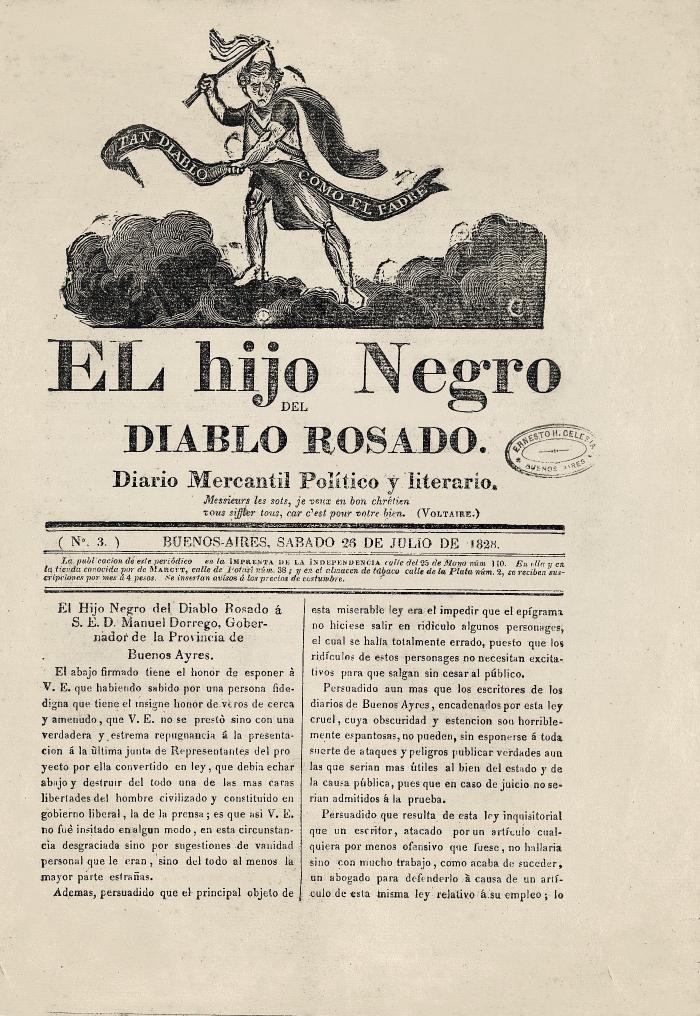 TAN DIABLO COMO EL PADRE
EL hijo Negro
DEL
DIABLO ROSADO.
ERNESTO H. CELESIA
BUENOS AIRES
Diario Mercantil Político y literario.
Messieurs les sots, je veux en bon chrétien
vous siffler tous, car c'est pour votre bien. (VOLTAIRE.)
( Nº. 3. ) BUENOS-AIRES, SABADO 26 DE JULIO DE 1828.
La publicacion de este periódico en la IMPRENTA DE LA INDEPENDENCIA calle del 25 de Mayo núm 110. En ella y en
la tienda conocida por de MARCUT, calle de Potosí núm. 38; y en el almacen de tábaco calle de la Plata núm. 2, se reciben sus-
cripciones por mes á 4 pesos. Se insertan avisos á los precios de costumbre.
El Hijo Negro del Diablo Rosado á
S. E. D. Manuel Dorrego, Gober-
nador de la Provincia de
Buenos Ayres.
El abajo firmado tiene el honor de esponer à
V. E. que habiendo sabido por una persona fide-
digna que tiene el insigne honor de veros de cerca
y amenudo, que V. E. no se prestò sino con una
verdadera y estrema repugnancia á la presenta-
cion á la ùltima junta de Representantes del pro
yecto por ella convertido en ley, que debia echar
abajo y destruir del todo una de las mas caras
libertades del hombre civilizado y constituido en
gobierno liberal, la de la prensa; es que asi V. E.
no fuè insitado en algun modo, en esta circunstan-
cia desgraciada sino por sugestiones de vanidad
personal que le eran, sino del todo al menos la
mayor parte estrañas.
Ademas, persuadido que el principal objeto de
esta miserable ley era el impedir que el epígrama
no hiciese salir en ridículo algunos personages,
el cual se halla totalmente errado, puesto que los
ridículos de estos personages no necesitan excita-
tivos para que salgan sin cesar al público.
Persuadido aun mas que los escritores de los
diarios de Buenos Ayres, encadenados por esta ley
cruel, cuya obscuridad y estencion son horrible-
mente espantosas, no pueden, sin esponerse á toda
suerte de ataques y peligros publicar verdades aun
las que serian mas útiles al bien del estado y de
la causa pública, pues que en caso de juicio no se-
rian admitidos á la prueba.
Persuadido que resulta de esta ley inquisitorial
que un escritor, atacado por un artículo cual-
quiera por menos ofensivo que fuese, no hallaria
sino con mucho trabajo, como acaba de suceder,
un abogado para defenderlo à causa de un artí-
culo de esta misma ley relativo á su empleo; lo